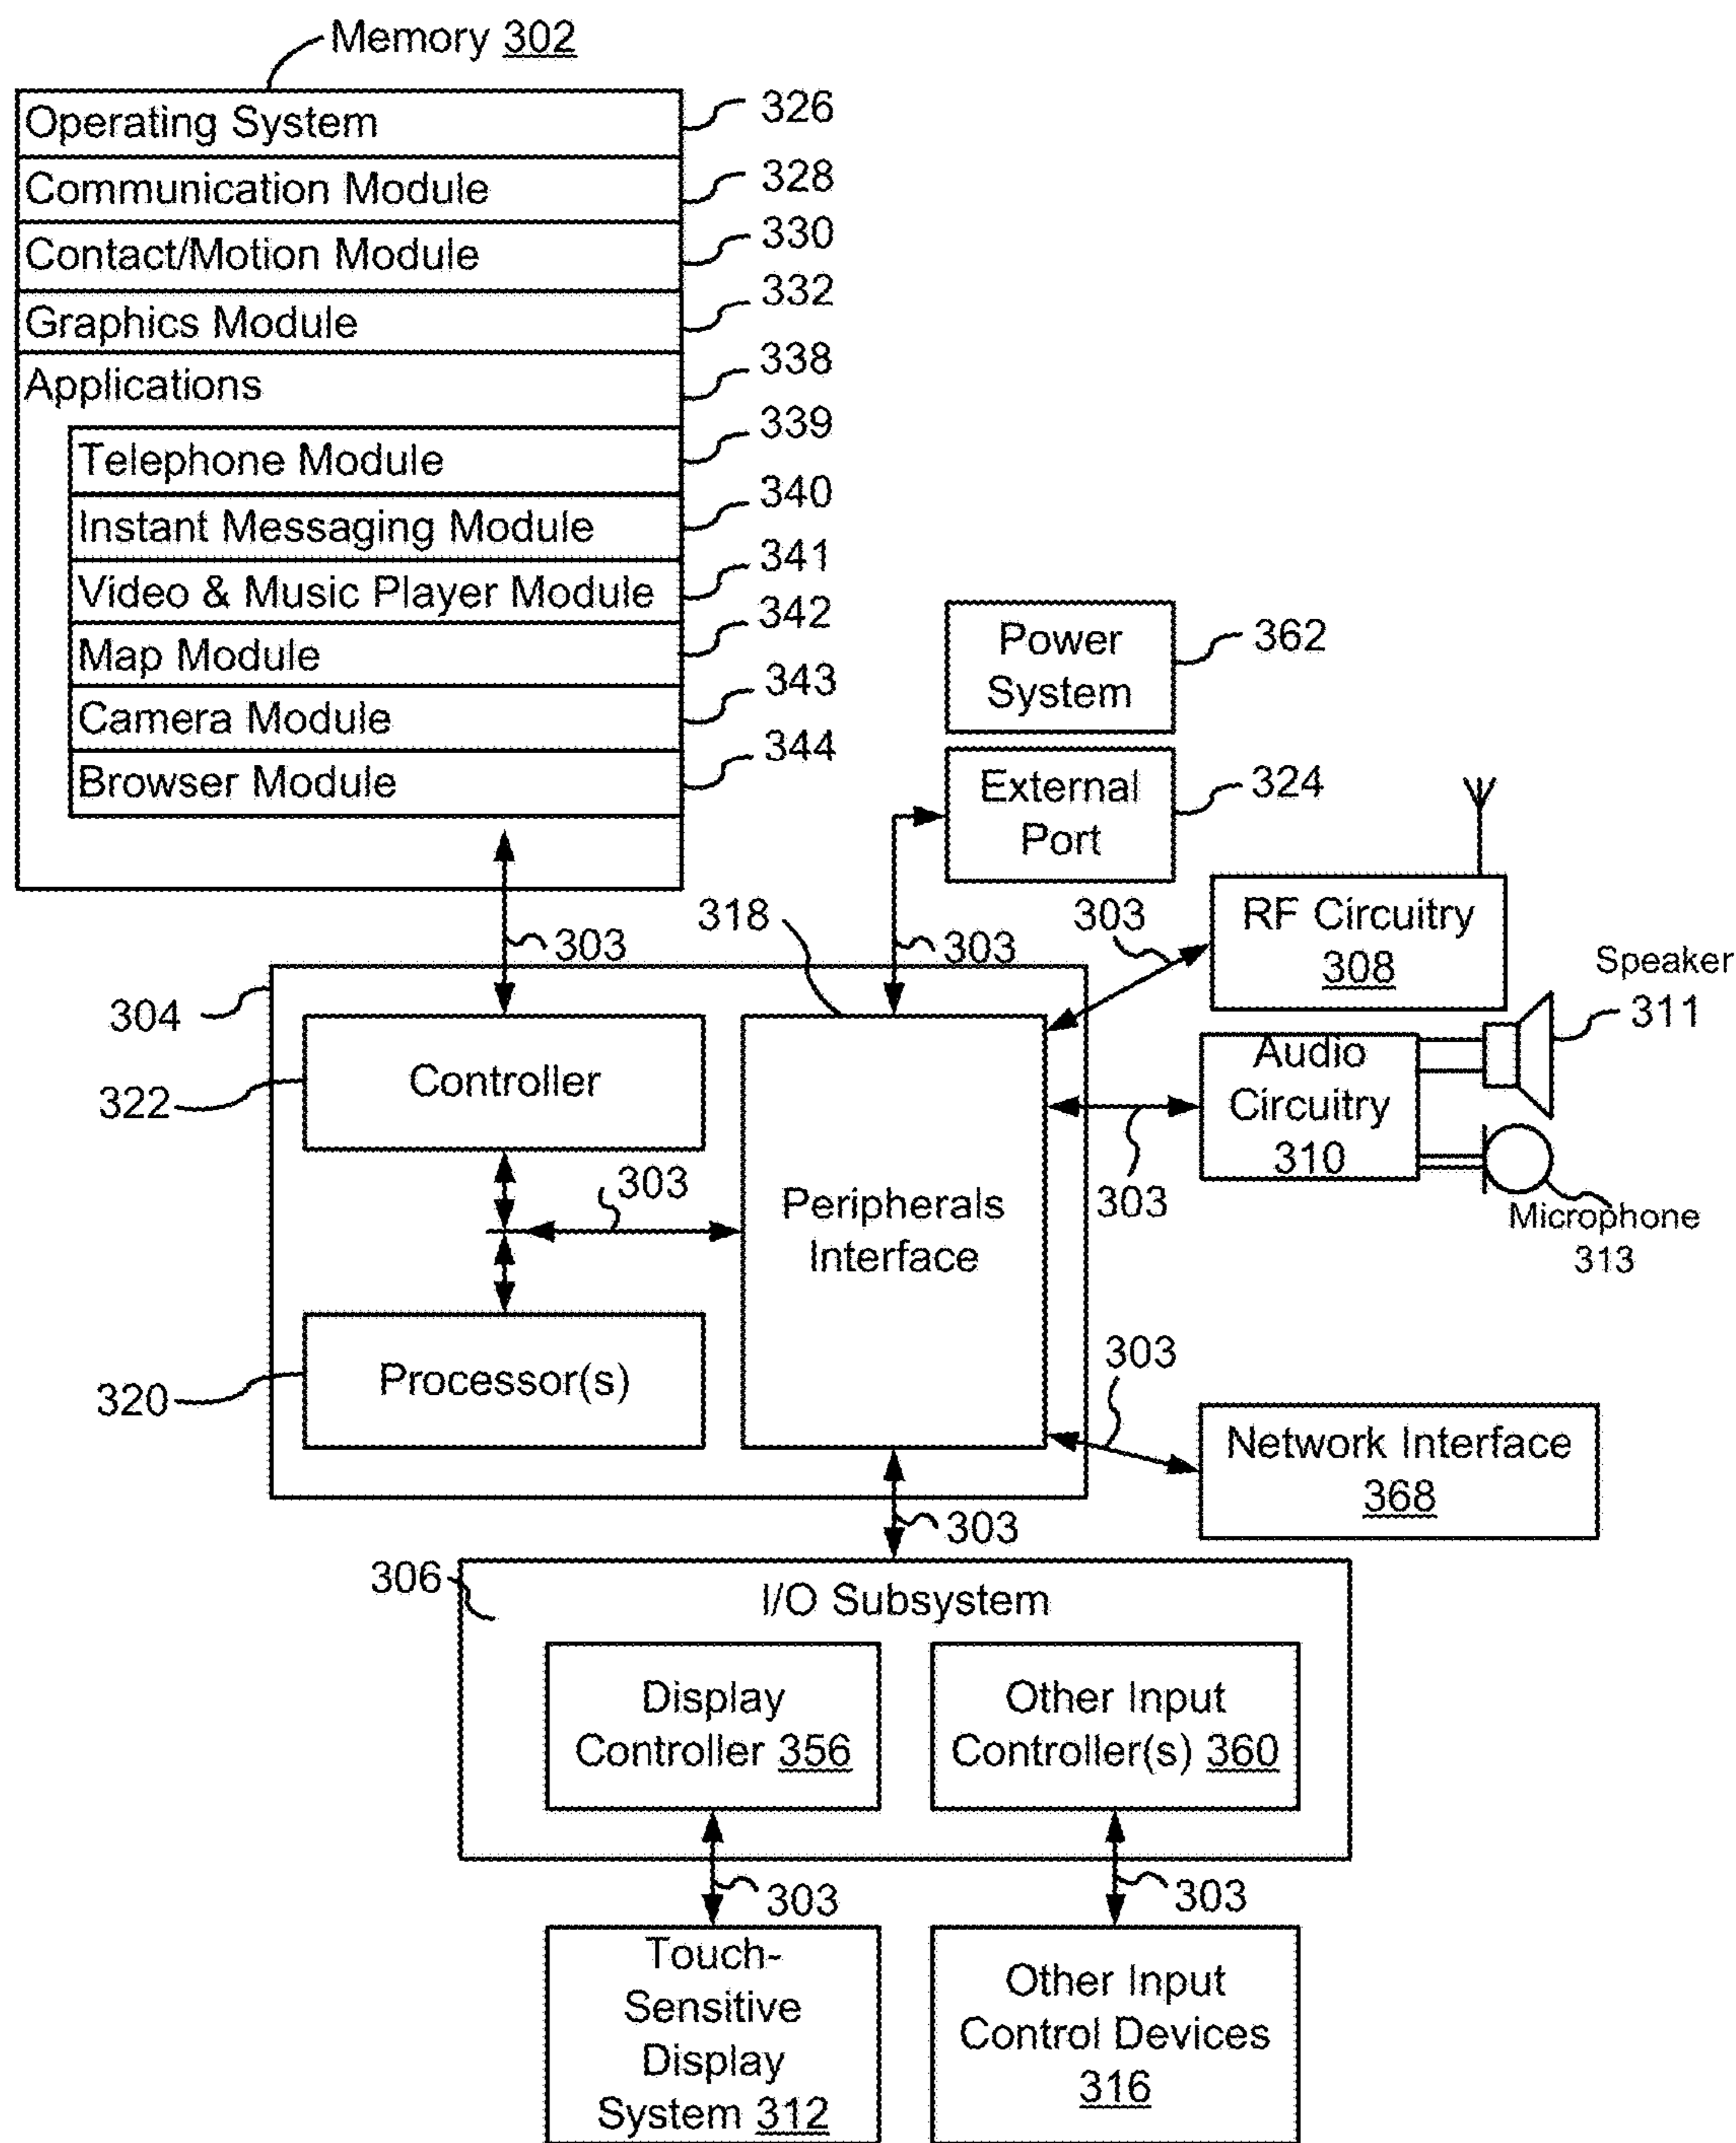 Memory 302
Operating System
326
Communication Module
328
Contact/Motion Module
330
Graphics Module
332
Applications
338
Telephone Module
339
Instant Messaging Module
340
Video & Music Player Module
341
Map Module
342
Camera Module
343
Browser Module
344
Power
System
362
External
Port
324
303
318
303
303
RF Circuitry
308
Speaker
311
304
Controller
322
Audio
Circuitry
310
303
303
Peripherals
Interface
Microphone
313
Processor(s)
320
303
Network Interface
368
303
306
I/O Subsystem
Display
Controller 356
Other Input
Controller(s) 360
303
303
Touch-
Sensitive
Display
System 312
Other Input
Control Devices
316